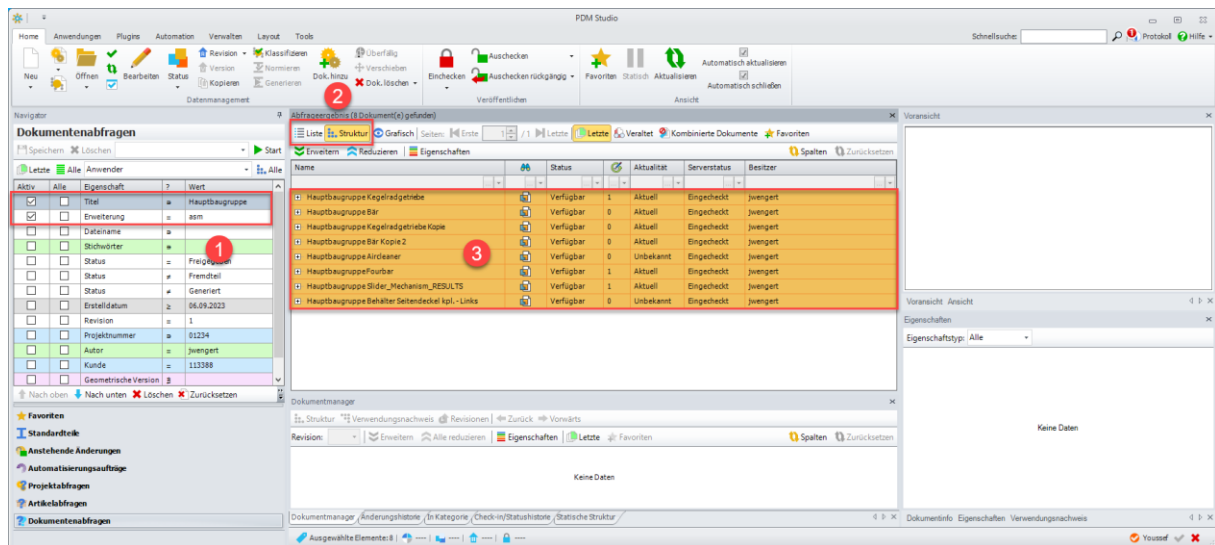 PDM Studio
Home Anwendungen Plugins Automation Verwalten Layout Tools
Schnellsuche: Protokoll Hilfe
Neu Öffnen Bearbeiten Status
Revision Klassifizieren
Version Normieren
Kopieren Generieren
Dok. hinzu
Überfällig
Verschieben
Dok. löschen
Einchecken
Auschecken
Auschecken rückgängig
Favoriten Statisch Aktualisieren
Automatisch aktualisieren
Automatisch schließen
Datenmanagement
Veröffentlichen
Ansicht
2
Navigator
Dokumentenabfragen
Speichern Löschen Start
Letzte Alle Anwender Alle
Aktiv Alle Eigenschaft ? Wert
Titel Hauptbaugruppe
Erweiterung = asm
Dateiname
Stichwörter
Status = Freigegeben
Status ≠ Fremdteil
Status ≠ Generiert
Erstelldatum ≥ 06.09.2023
Revision = 1
Projektnummer 01234
Autor = jwengert
Kunde = 113388
Geometrische Version
1
Nach oben Nach unten Löschen Zurücksetzen
Favoriten
Standardteile
Anstehende Änderungen
Automatisierungsaufträge
Projektabfragen
Artikelabfragen
Dokumentenabfragen
Abfrageergebnis (8 Dokument(e) gefunden)
Liste Struktur Grafisch Seiten: Erste 1 / 1 Letzte Letzte Veraltet Kombinierte Dokumente Favoriten
Erweitern Reduzieren Eigenschaften Spalten Zurücksetzen
Name Status Aktualität Serverstatus Besitzer
Hauptbaugruppe Kegelradgetriebe Verfügbar 1 Aktuell Eingecheckt jwengert
Hauptbaugruppe Bär Verfügbar 0 Aktuell Eingecheckt jwengert
Hauptbaugruppe Kegelradgetriebe Kopie Verfügbar 0 Aktuell Eingecheckt jwengert
Hauptbaugruppe Bär Kopie 2 Verfügbar 0 Aktuell Eingecheckt jwengert
Hauptbaugruppe Aircleaner Verfügbar 0 Unbekannt Eingecheckt jwengert
Hauptbaugruppe Fourbar Verfügbar 1 Aktuell Eingecheckt jwengert
Hauptbaugruppe Slider_Mechanism_RESULTS Verfügbar 1 Aktuell Eingecheckt jwengert
Hauptbaugruppe Behälter Seitendeckel kpl. - Links Verfügbar 0 Unbekannt Eingecheckt jwengert
3
Dokumentmanager
Struktur Verwendungsnachweis Revisionen Zurück Vorwärts
Revision: Erweitern Alle reduzieren Eigenschaften Letzte Favoriten Spalten Zurücksetzen
Keine Daten
Dokumentmanager Änderungshistorie In Kategorie Check-in/Statushistorie Statische Struktur
Ausgewählte Elemente: 8 | ---- | ---- | ---- | ----
Voransicht
Voransicht Ansicht
Eigenschaften
Eigenschaftstyp: Alle
Keine Daten
Dokumentinfo Eigenschaften Verwendungsnachweis
Youssef